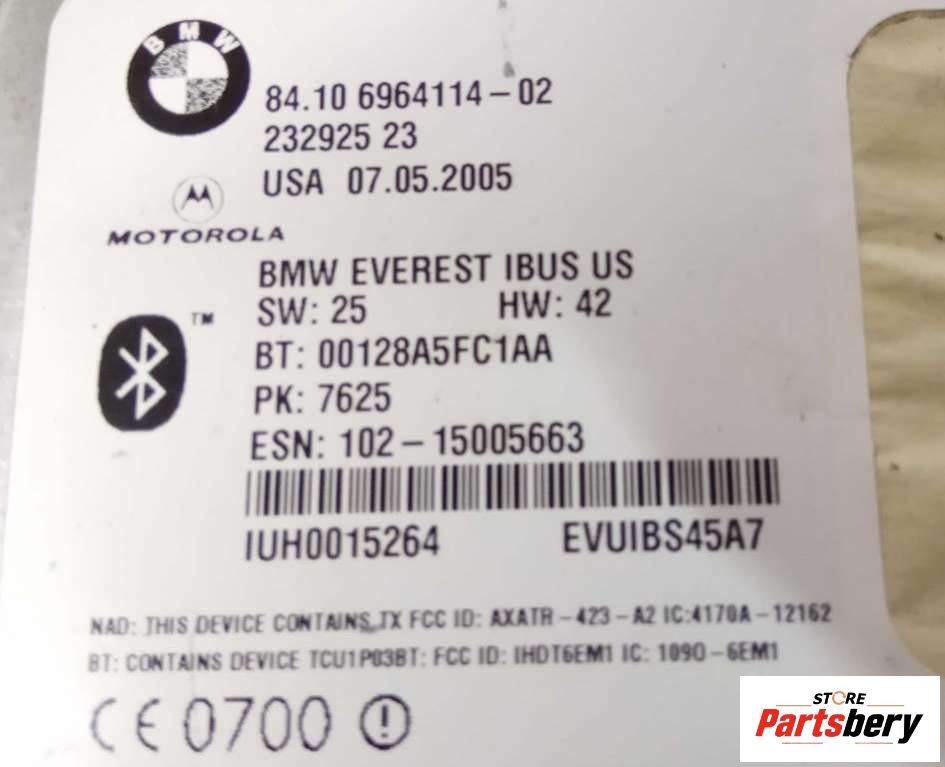 BMW
84.10 6964114-02
232925 23
USA 07.05.2005
MOTOROLA
BMW EVEREST IBUS US
SW: 25 HW: 42
TM
BT: 00128A5FC1AA
PK: 7625
ESN: 102-15005663
IUH0015264 EVUIBS45A7
NAD: THIS DEVICE CONTAINS TX FCC ID: AXATR-423-A2 IC:4170A-12162
BT: CONTAINS DEVICE TCU1P03BT: FCC ID: IHDT6EM1 IC: 1090-6EM1
CE 0700
STORE
Partsbery